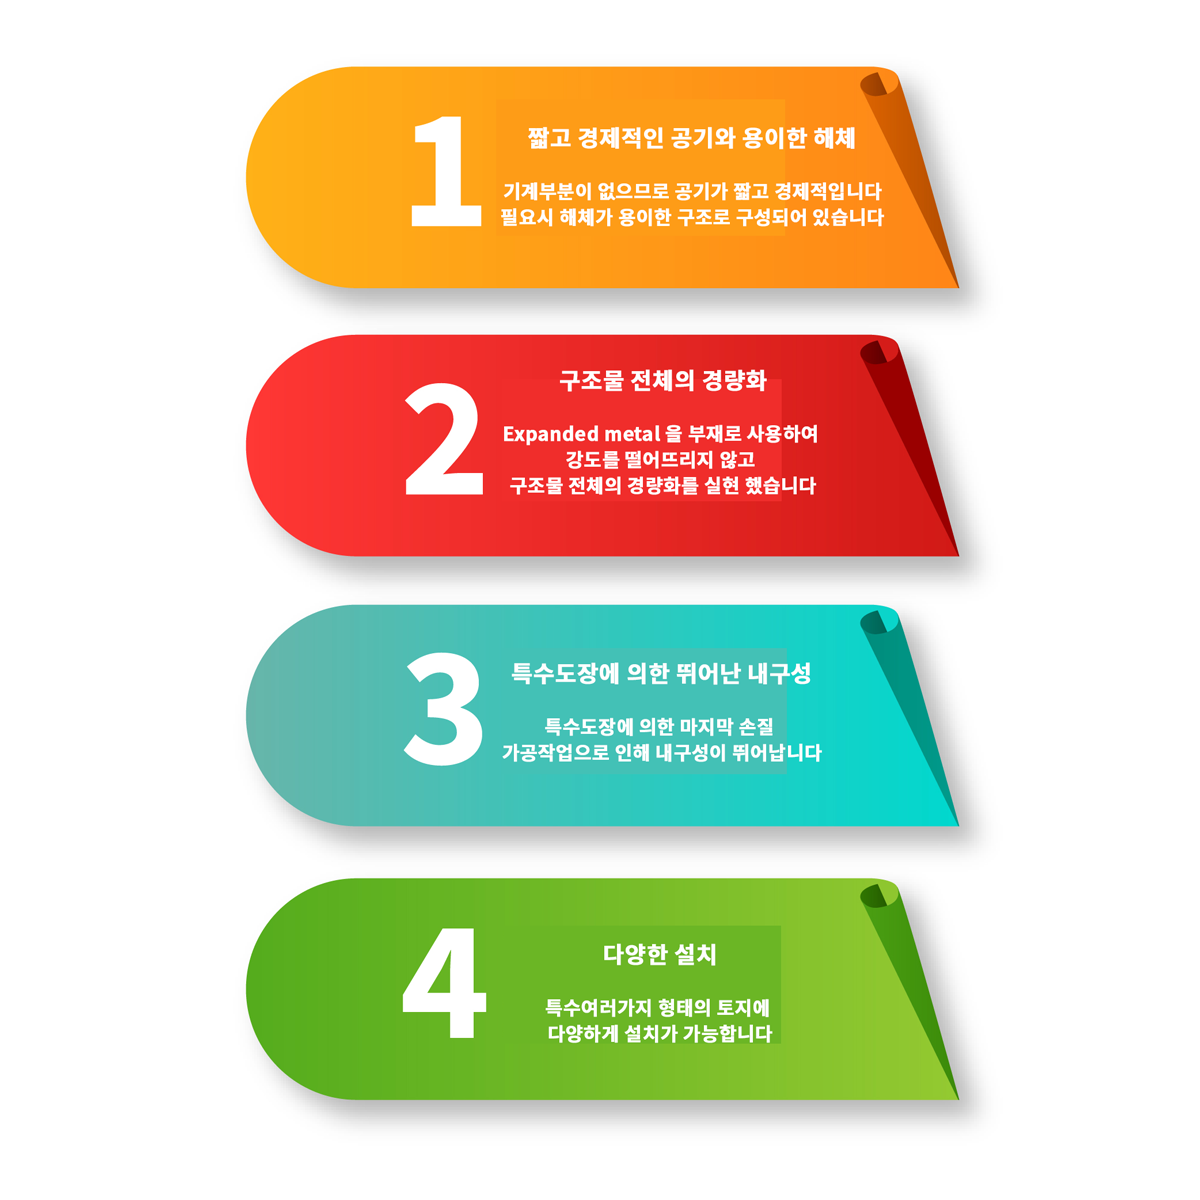 1
짧고 경제적인 공기와 용이한 해체
기계부분이 없으므로 공기가 짧고 경제적입니다
필요시 해체가 용이한 구조로 구성되어 있습니다
2
구조물 전체의 경량화
Expanded metal 을 부재로 사용하여
강도를 떨어뜨리지 않고
구조물 전체의 경량화를 실현 했습니다
3
특수도장에 의한 뛰어난 내구성
특수도장에 의한 마지막 손질
가공작업으로 인해 내구성이 뛰어납니다
4
다양한 설치
특수여러가지 형태의 토지에
다양하게 설치가 가능합니다